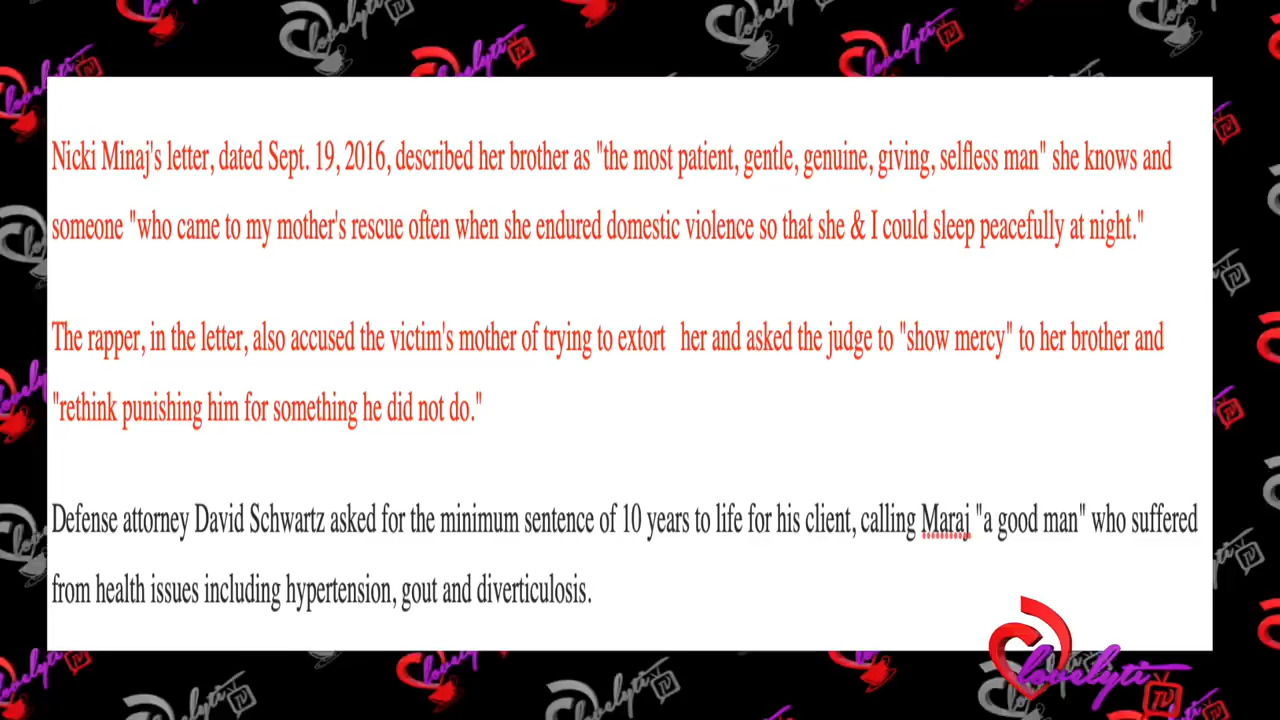 Nicki Minaj's letter, dated Sept. 19, 2016, described her brother as "the most patient, gentle, genuine, giving, selfless man" she knows and
someone "who came to my mother's rescue often when she endured domestic violence so that she & I could sleep peacefully at night."
The rapper, in the letter, also accused the victim's mother of trying to extort her and asked the judge to "show mercy" to her brother and
"rethink punishing him for something he did not do."
Defense attorney David Schwartz asked for the minimum sentence of 10 years to life for his client, calling Maraj "a good man" who suffered
from health issues including hypertension, gout and diverticulosis.
lovelyti TV